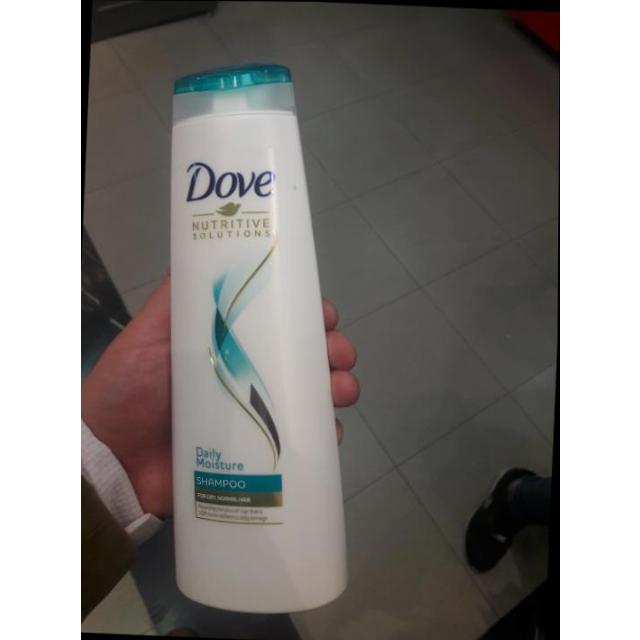 Dove
NUTRITIVE
SOLUTIONS
Daily
Moisture
SHAMPOO
FOR DRY, NORMAL HAIR